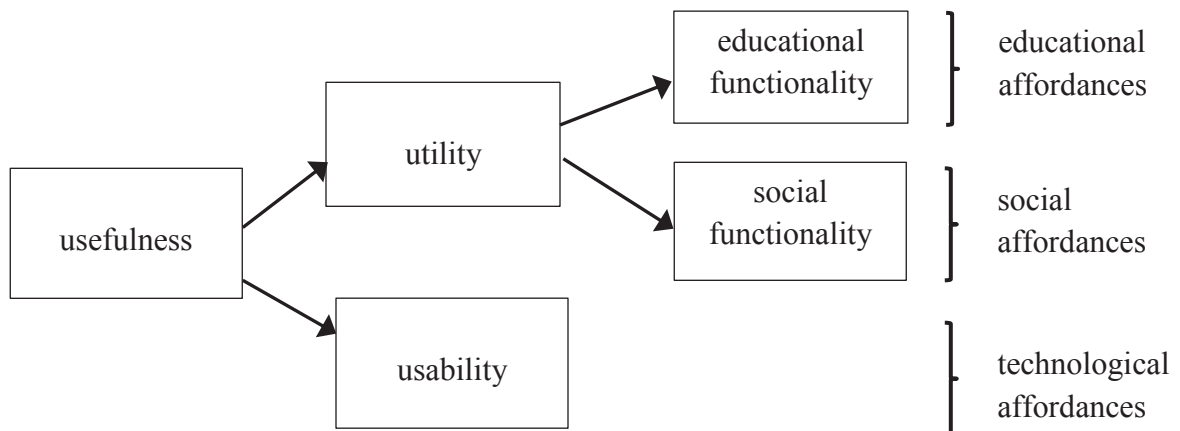 educational
functionality
educational
affordances
utility
usefulness
social
functionality
social
affordances
usability
technological
affordances